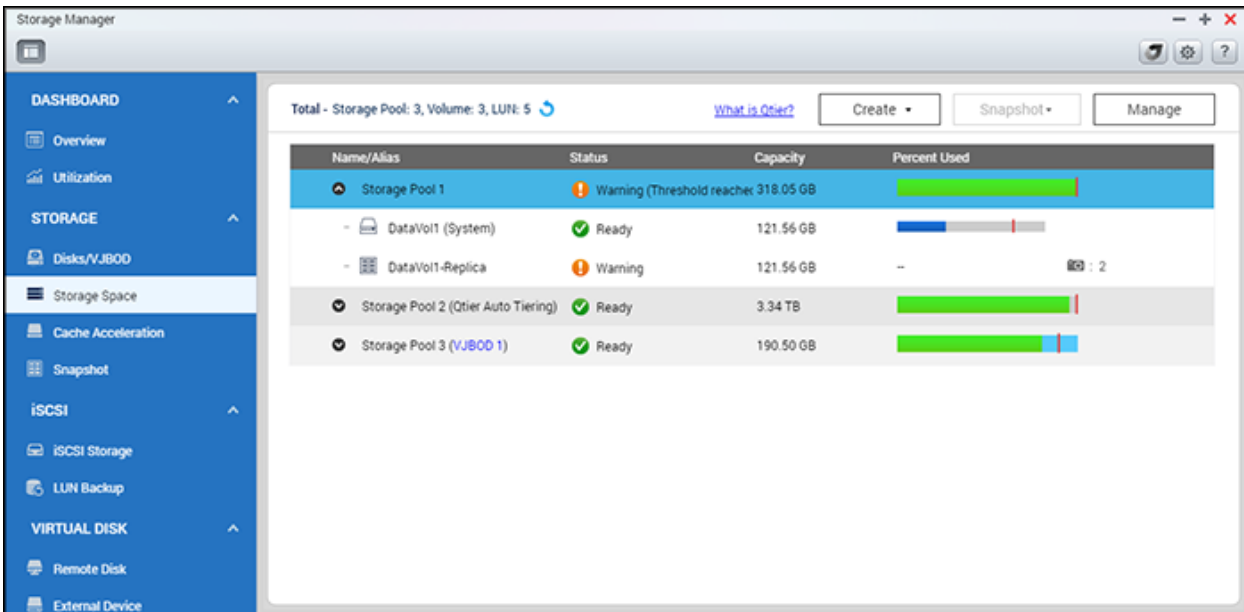 Storage Manager
?
DASHBOARD
Overview
Utilization
STORAGE
Disks/VJBOD
Storage Space
Cache Acceleration
Snapshot
iSCSI
iSCSI Storage
LUN Backup
VIRTUAL DISK
Remote Disk
External Device
Total - Storage Pool: 3, Volume: 3, LUN: 5 What is Qtier? Create Snapshot Manage
Name/Alias Status Capacity Percent Used
Storage Pool 1 Warning (Threshold reached 318.05 GB
DataVol1 (System) Ready 121.56 GB
DataVol1-Replica Warning 121.56 GB -- : 2
Storage Pool 2 (Qtier Auto Tiering) Ready 3.34 TB
Storage Pool 3 (VJBOD 1) Ready 190.50 GB